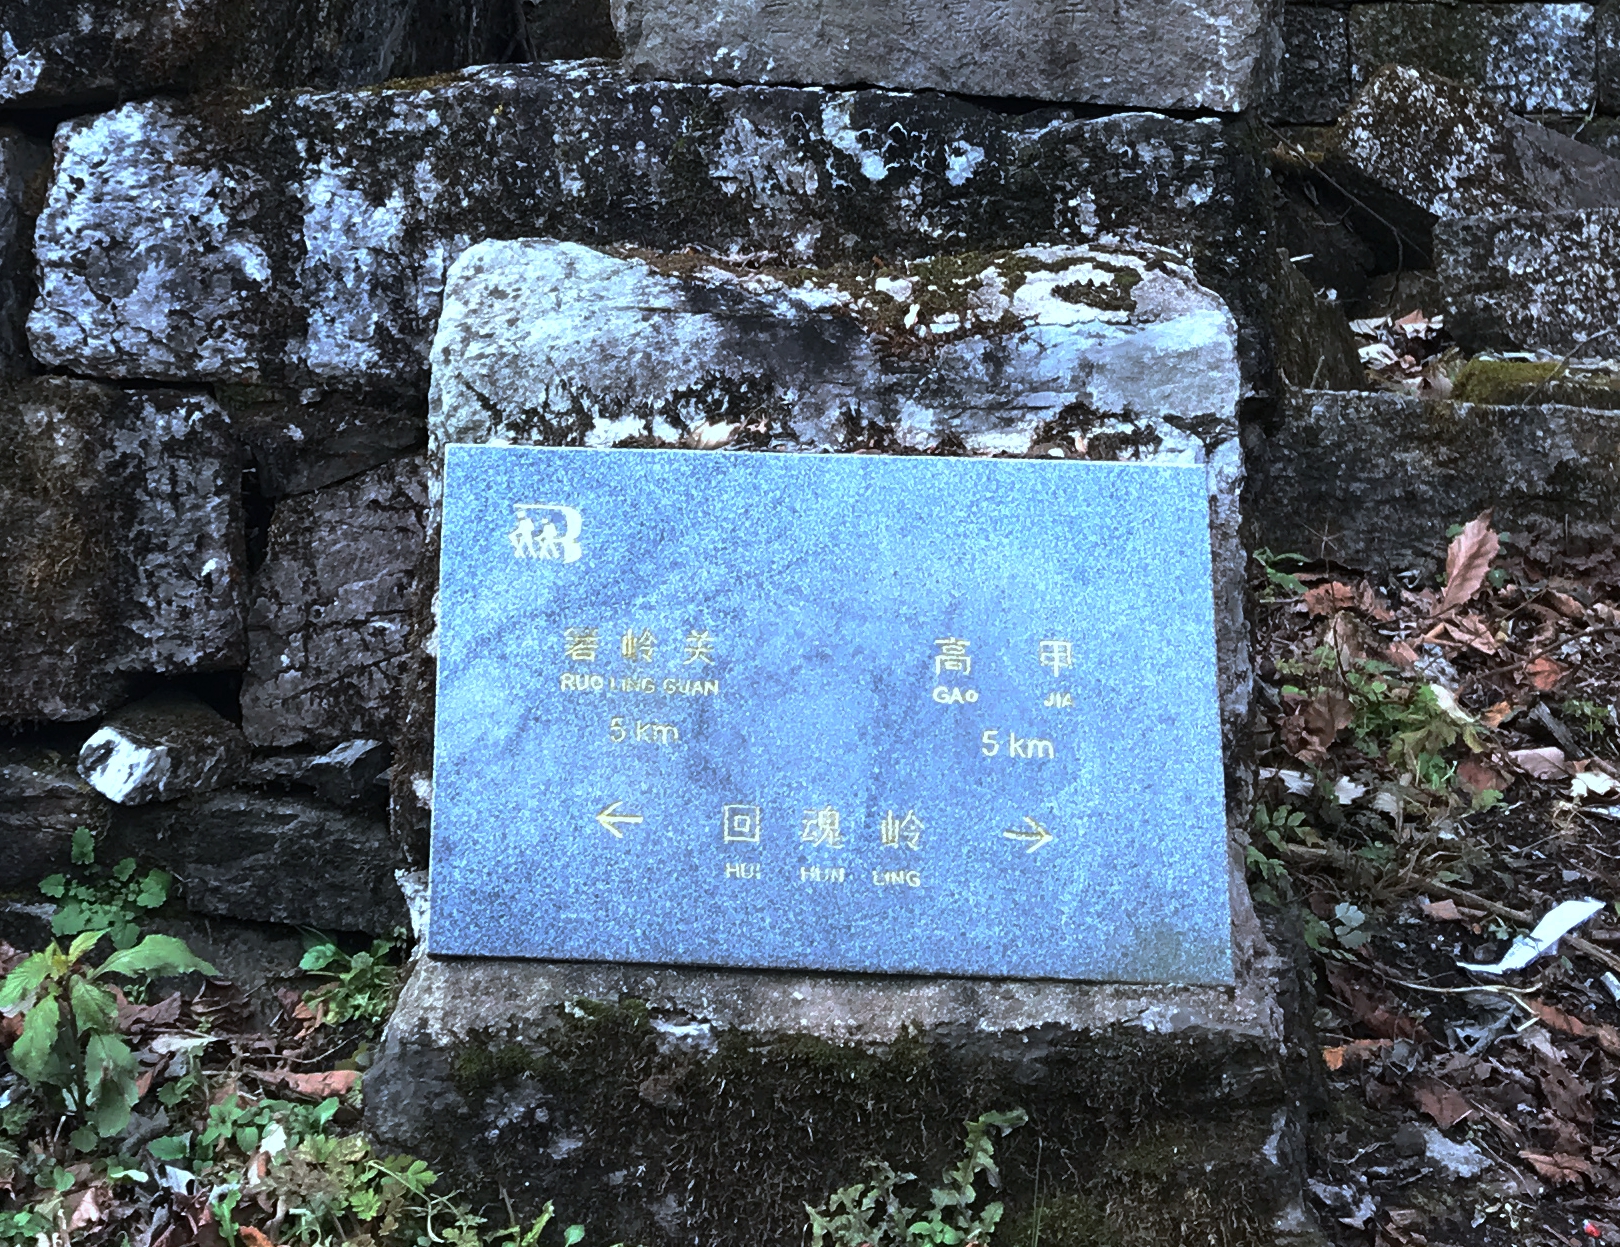 箬岭关
RUO LING GUAN
5 km
高 甲
GAO JIA
5 km
← 回 魂 岭 →
HUI HUN LING